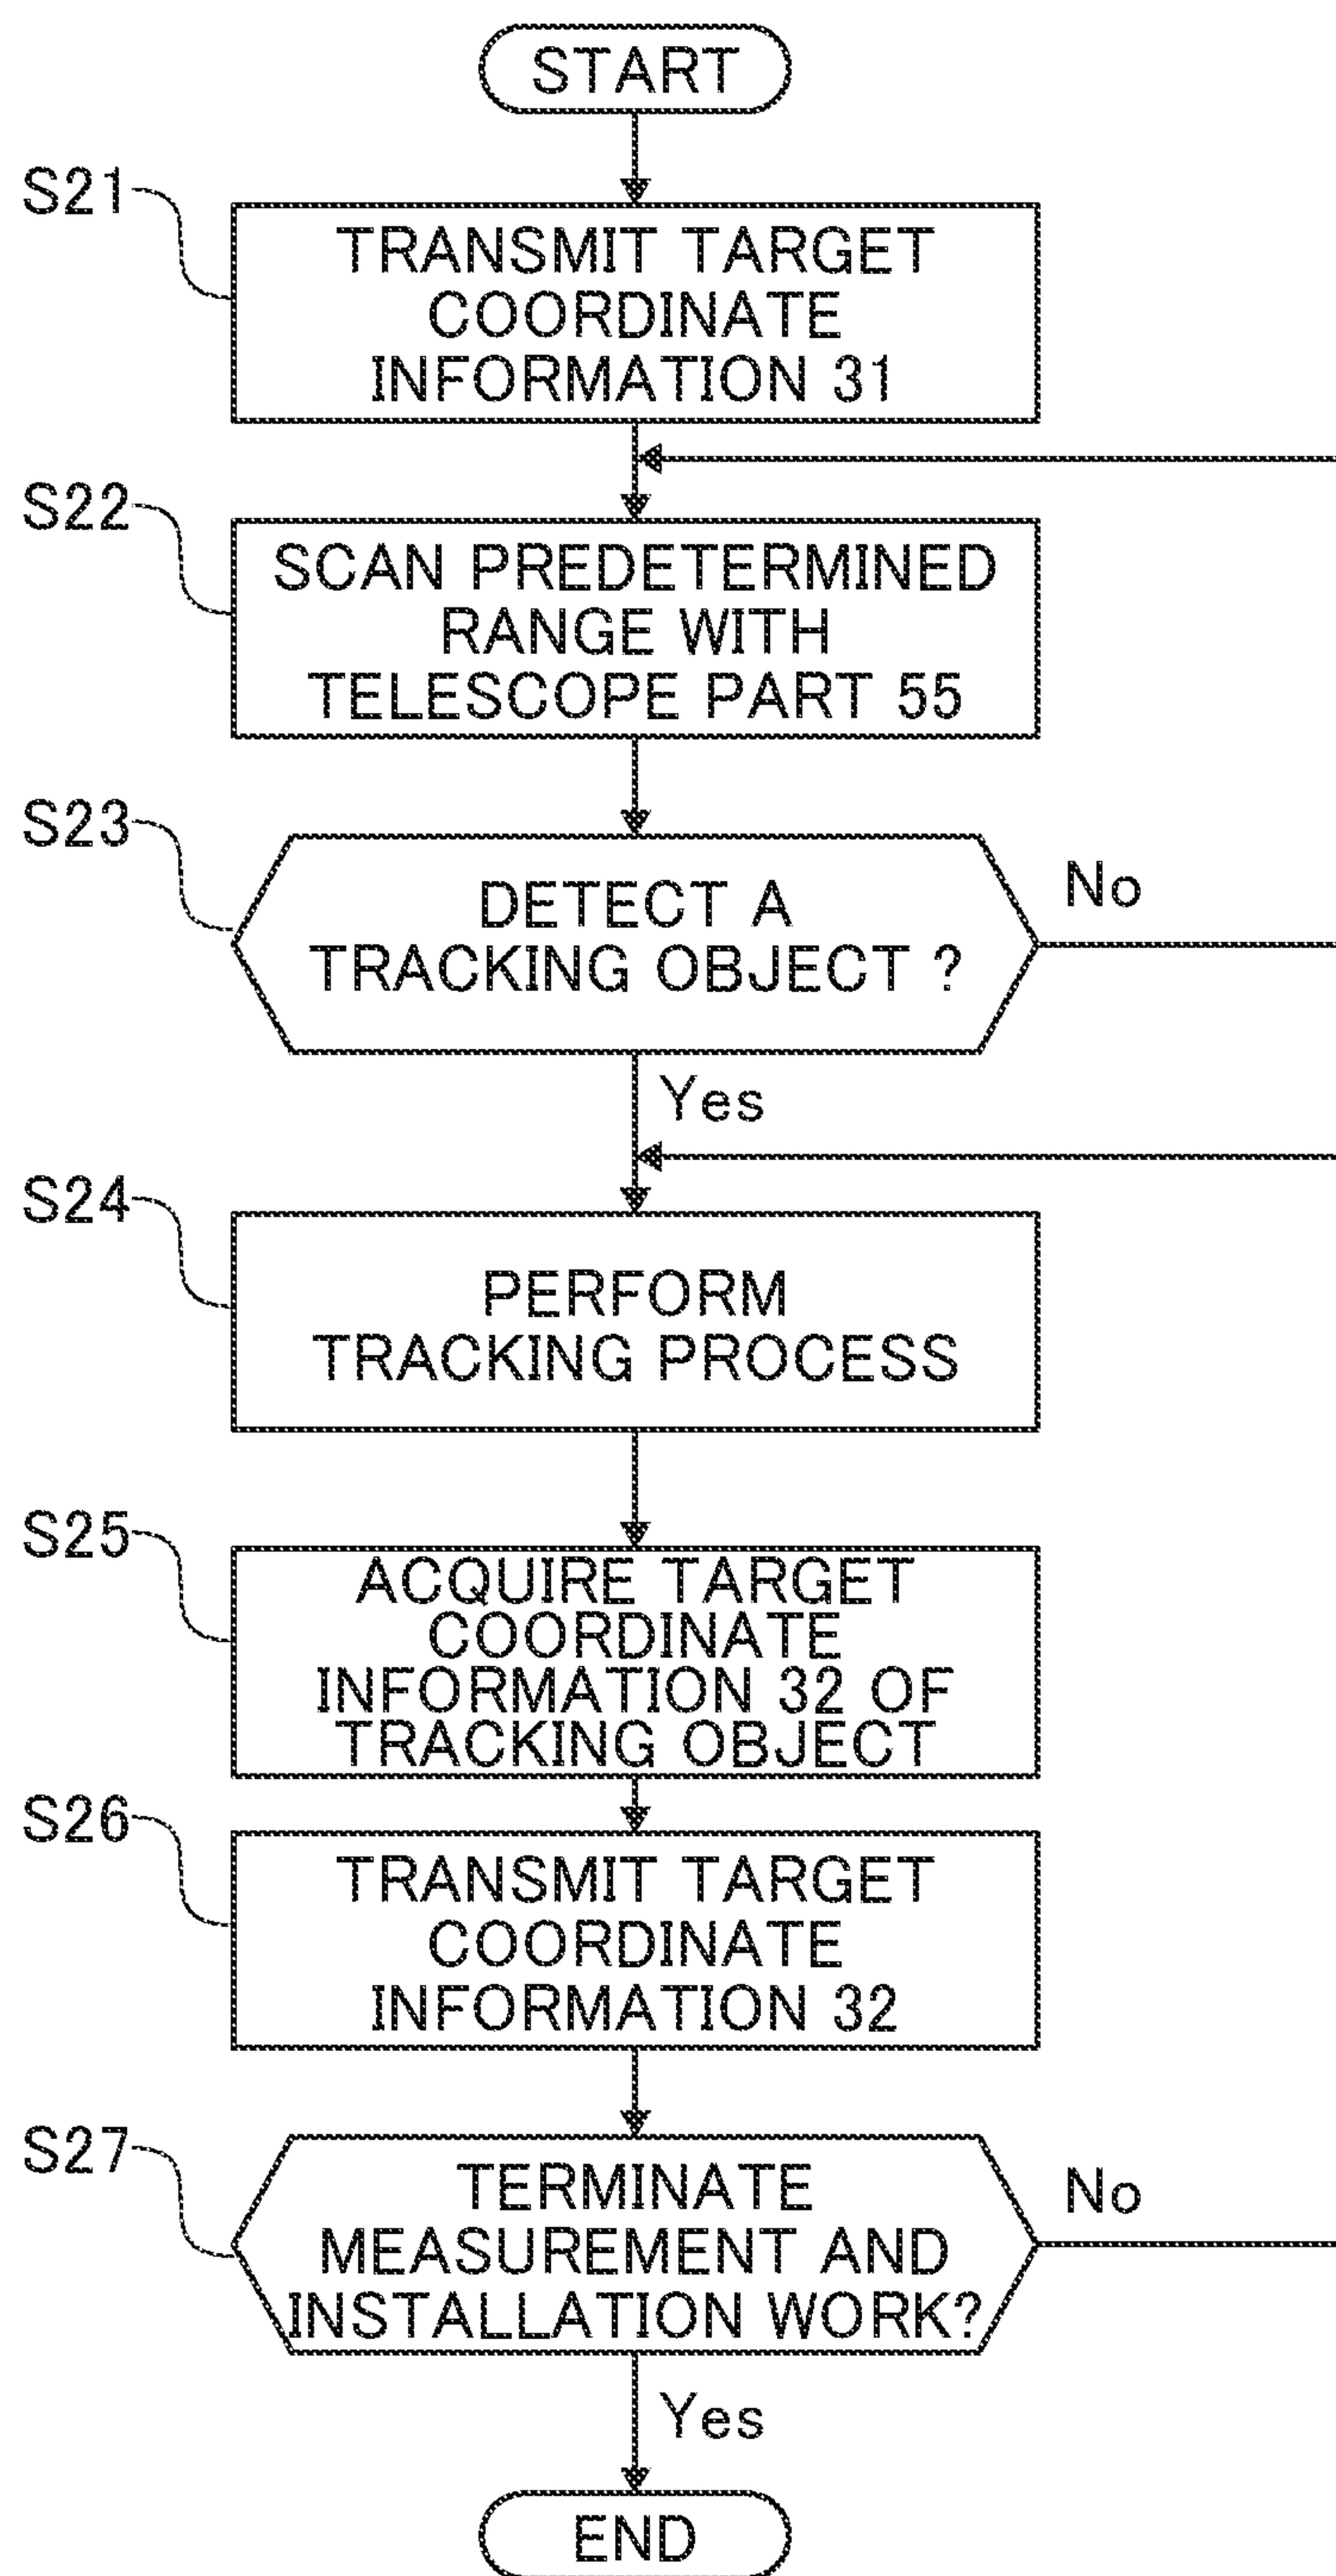 START
S21
TRANSMIT TARGET
COORDINATE
INFORMATION 31
S22
SCAN PREDETERMINED
RANGE WITH
TELESCOPE PART 55
S23
DETECT A
TRACKING OBJECT ?
No
Yes
S24
PERFORM
TRACKING PROCESS
S25
ACQUIRE TARGET
COORDINATE
INFORMATION 32 OF
TRACKING OBJECT
S26
TRANSMIT TARGET
COORDINATE
INFORMATION 32
S27
TERMINATE
MEASUREMENT AND
INSTALLATION WORK?
No
Yes
END